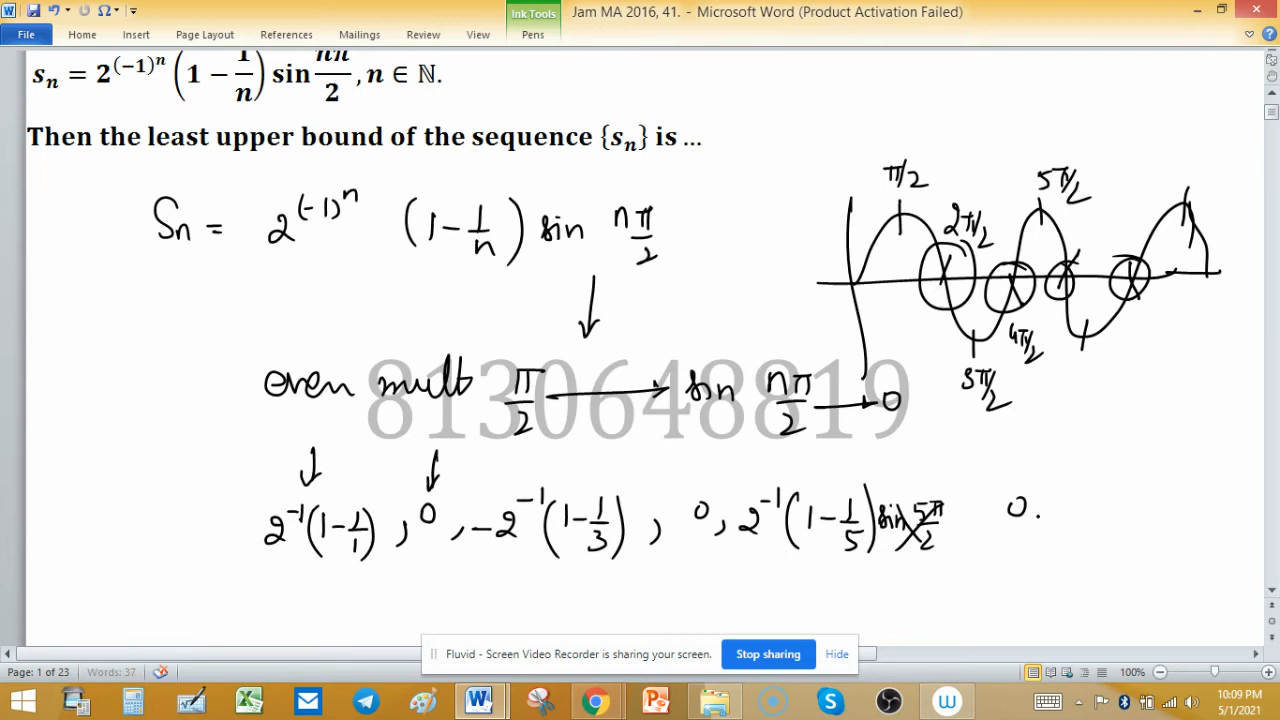 Ink Tools
Jam MA 2016, 41. - Microsoft Word (Product Activation Failed)
File Home Insert Page Layout References Mailings Review View Pens
sₙ = 2^(−1)^n (1 − 1/n) sin nπ/2, n ∈ ℕ.
Then the least upper bound of the sequence {sₙ} is ...
Sn = 2^(-1)^n (1 - 1/n) sin nπ/2
π/2 2π/2 5π/2
3π/2 4π/2
even mult π/2 → sin nπ/2 → 0
8130648819
2^-1 (1 - 1/1), 0, -2^-1 (1 - 1/3), 0, 2^-1 (1 - 1/5) sin 5π/2 0.
Fluvid - Screen Video Recorder is sharing your screen. Stop sharing Hide
Page: 1 of 23 Words: 37 100%
10:09 PM
5/1/2021